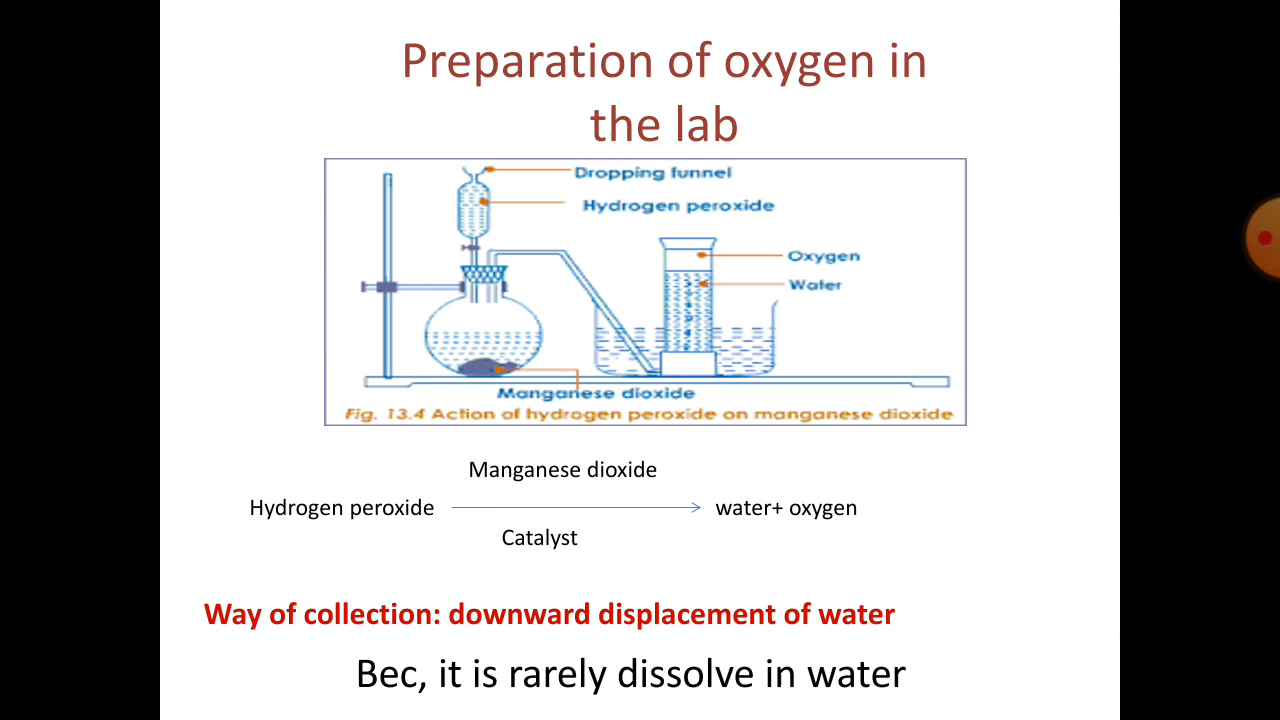 Preparation of oxygen in
the lab
Dropping funnel
Hydrogen peroxide
Oxygen
Water
Manganese dioxide
Fig. 13.4 Action of hydrogen peroxide on manganese dioxide
Manganese dioxide
Hydrogen peroxide water+ oxygen
Catalyst
Way of collection: downward displacement of water
Bec, it is rarely dissolve in water